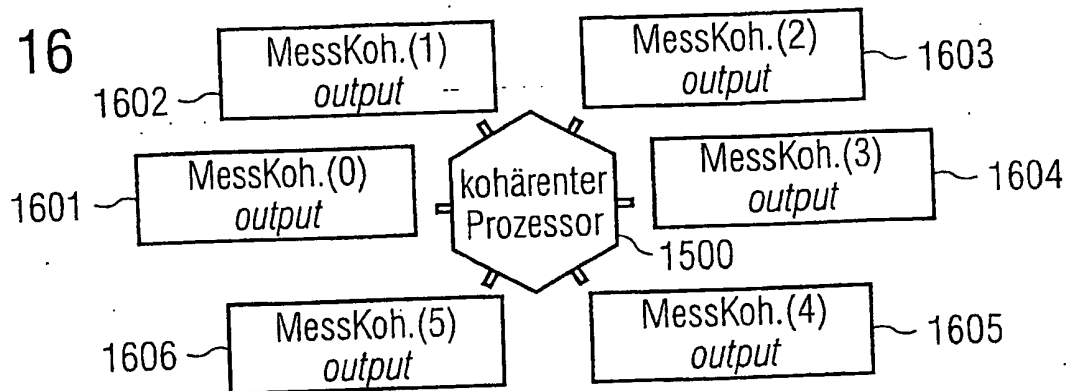 16
MessKoh.(1)
output
1602
MessKoh.(2)
output
1603
MessKoh.(0)
output
1601
kohärenter
Prozessor
1500
MessKoh.(3)
output
1604
MessKoh.(5)
output
1606
MessKoh.(4)
output
1605